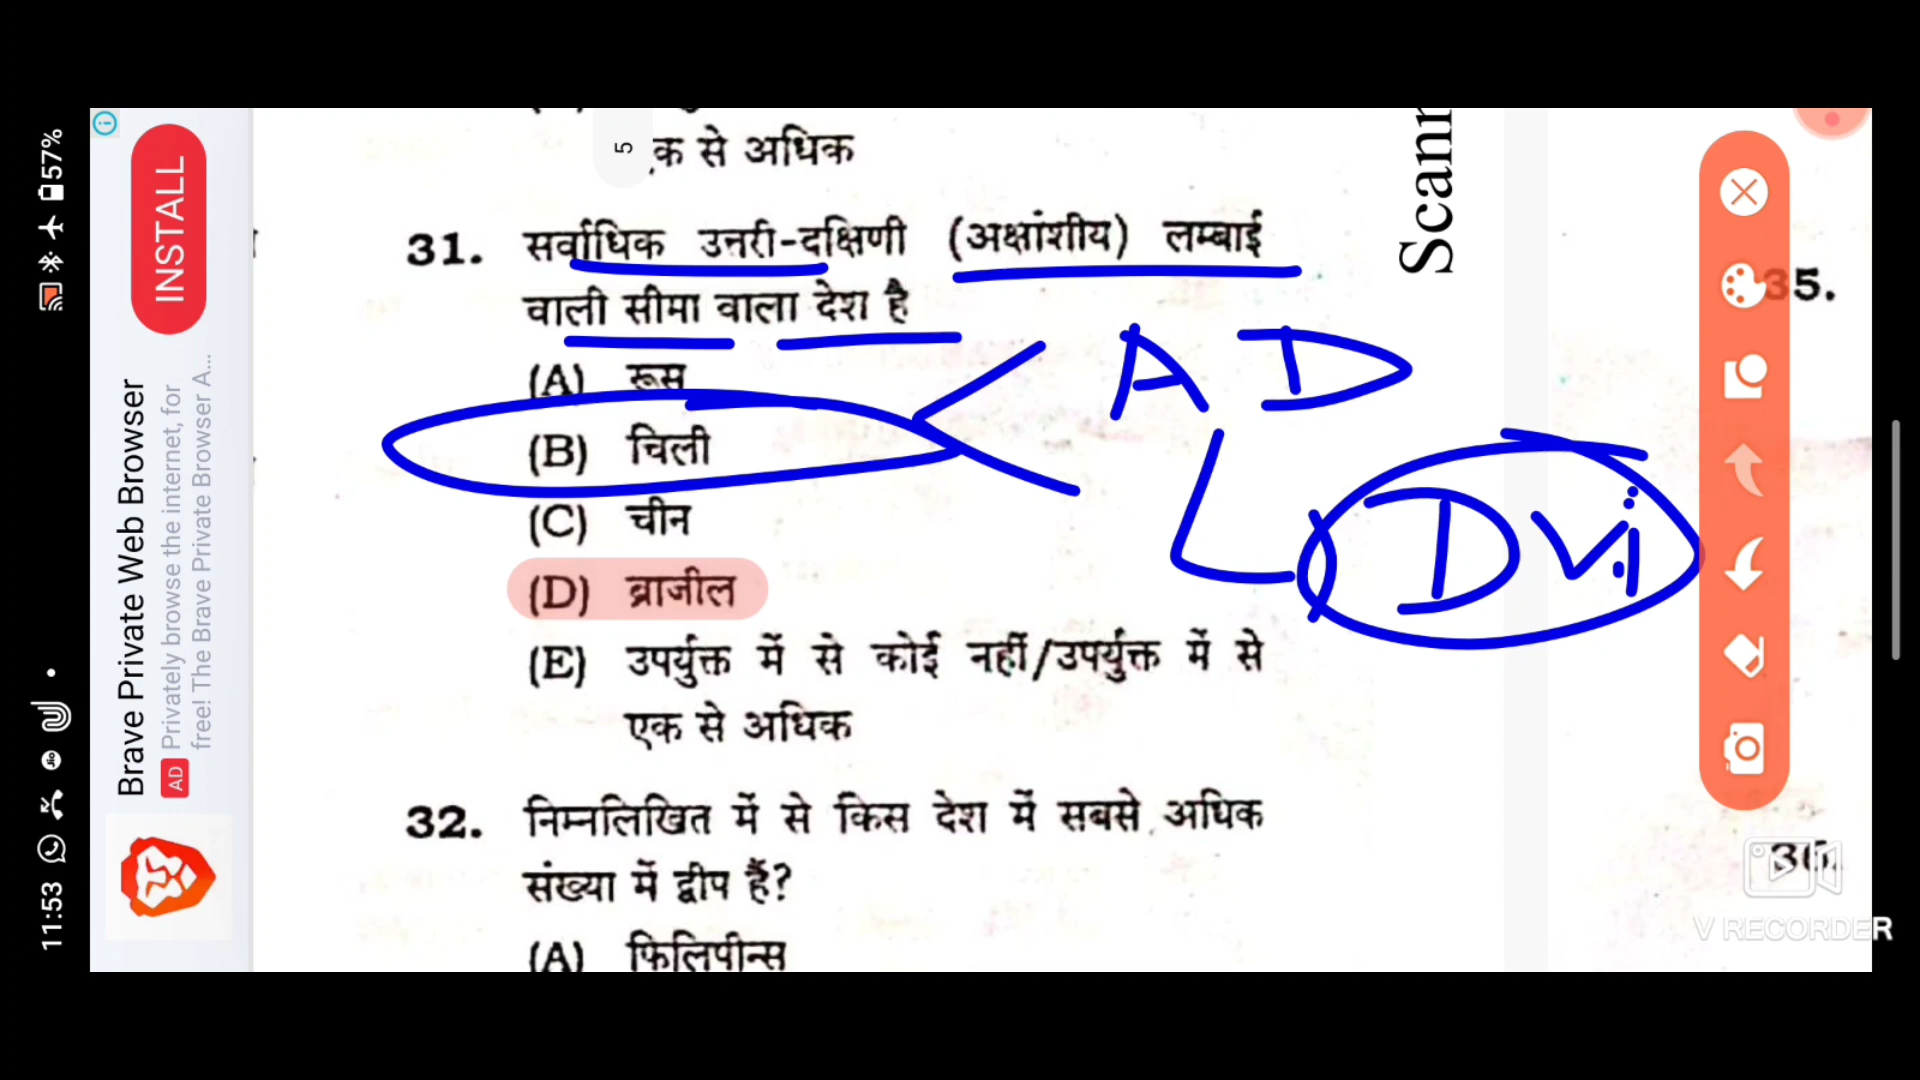 क से अधिक
31. सर्वाधिक उत्तरी-दक्षिणी (अक्षांशीय) लम्बाई
वाली सीमा वाला देश है
(A) रूस
(B) चिली
(C) चीन
(D) ब्राजील
(E) उपर्युक्त में से कोई नहीं/उपर्युक्त में से
एक से अधिक
32. निम्नलिखित में से किस देश में सबसे अधिक
संख्या में द्वीप हैं?
(A) फिलिपीन्स
A D
5
35.
36.
V RECORDER
INSTALL
Brave Private Web Browser
AD Privately browse the internet, for
free! The Brave Private Browser A...
11:53
57%